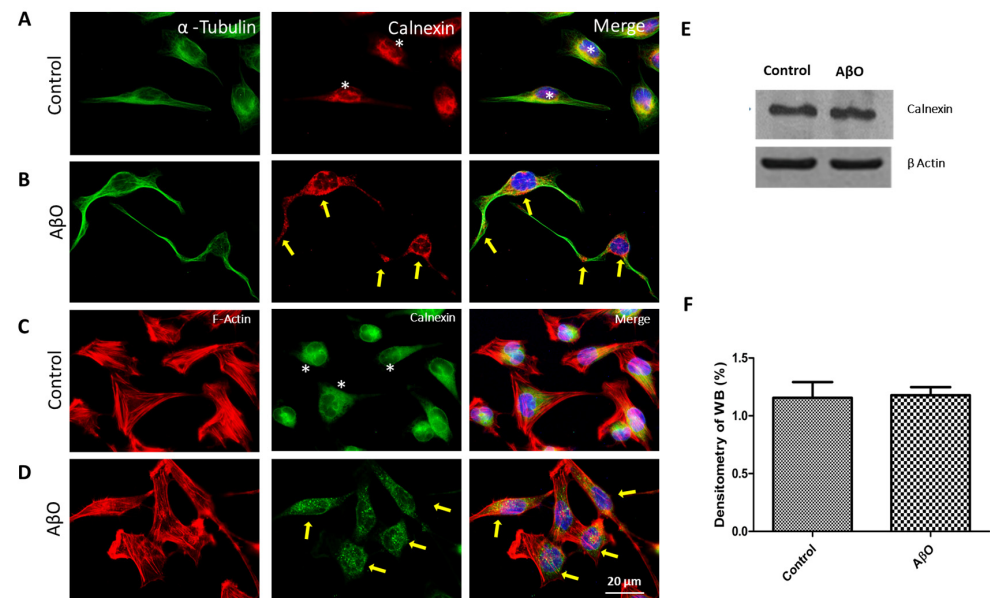 A
α -Tubulin
Calnexin
Merge
Control
*
*
*
*
B
AβO
C
F-Actin
Calnexin
Merge
Control
*
*
*
D
AβO
20 µm
E
Control
AβO
Calnexin
β Actin
F
Densitometry of WB (%)
1.5
1.0
0.5
0.0
Control
AβO